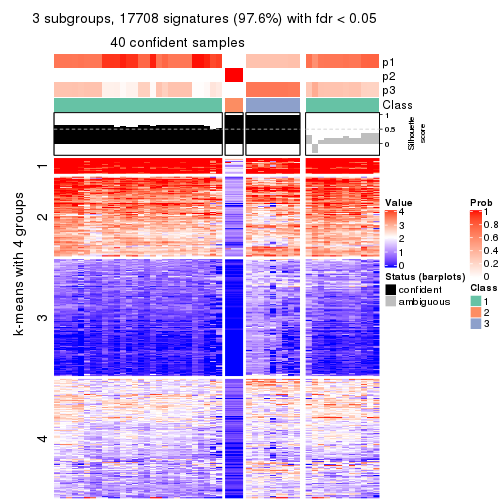 3 subgroups, 17708 signatures (97.6%) with fdr < 0.05
40 confident samples
p1
p2
p3
Class
1
0.5
0
Silhouette
score
k-means with 4 groups
1
2
3
4
Value
4
3
2
1
0
Status (barplots)
confident
ambiguous
Prob
1
0.8
0.6
0.4
0.2
0
Class
1
2
3